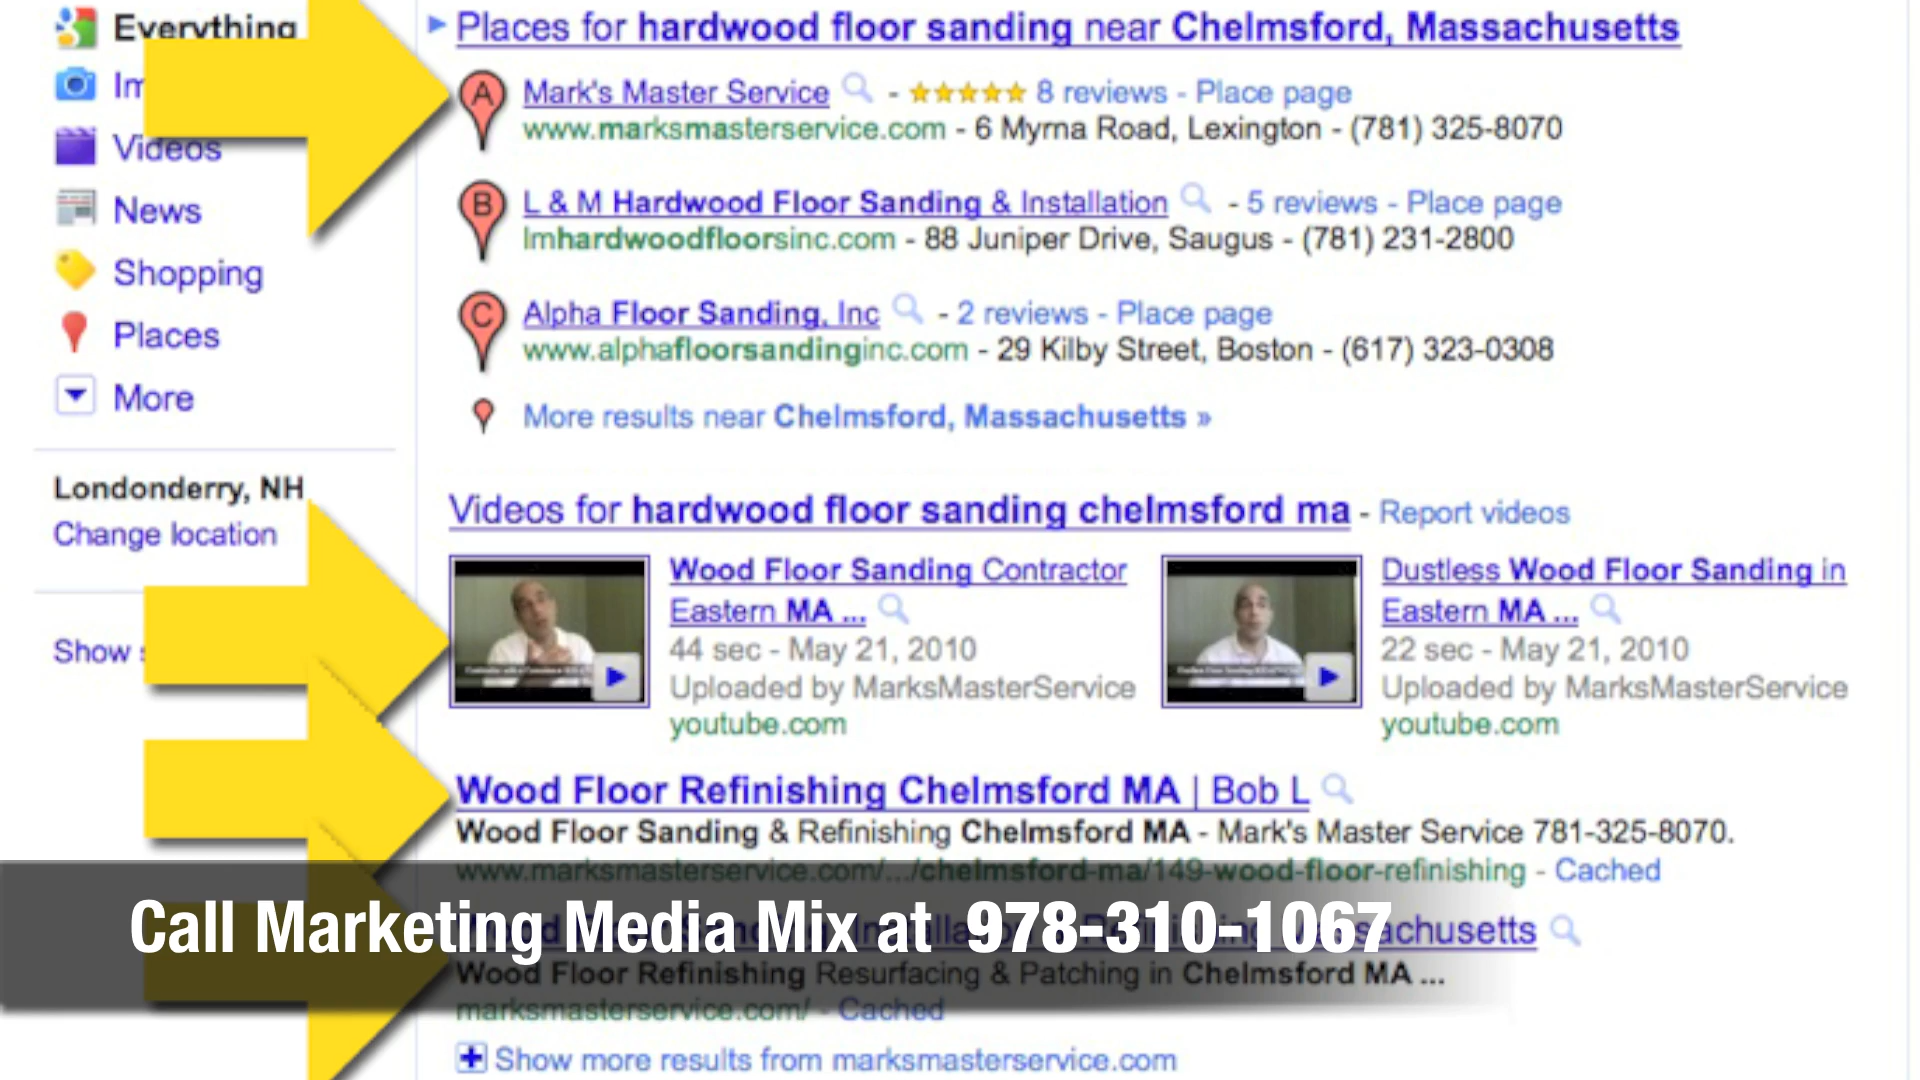 Everything
Im
Videos
News
Shopping
Places
More
Londonderry, NH
Change location
Show
Places for hardwood floor sanding near Chelmsford, Massachusetts
A Mark's Master Service - 8 reviews - Place page
www.marksmasterservice.com - 6 Myrna Road, Lexington - (781) 325-8070
B L & M Hardwood Floor Sanding & Installation - 5 reviews - Place page
lmhardwoodfloorsinc.com - 88 Juniper Drive, Saugus - (781) 231-2800
C Alpha Floor Sanding, Inc - 2 reviews - Place page
www.alphafloorsandinginc.com - 29 Kilby Street, Boston - (617) 323-0308
More results near Chelmsford, Massachusetts »
Videos for hardwood floor sanding chelmsford ma - Report videos
Wood Floor Sanding Contractor
Eastern MA ...
44 sec - May 21, 2010
Uploaded by MarksMasterService
youtube.com
Dustless Wood Floor Sanding in
Eastern MA ...
22 sec - May 21, 2010
Uploaded by MarksMasterService
youtube.com
Wood Floor Refinishing Chelmsford MA | Bob L
Wood Floor Sanding & Refinishing Chelmsford MA - Mark's Master Service 781-325-8070.
www.marksmasterservice.com/.../chelmsford-ma/149-wood-floor-refinishing - Cached
Call Marketing Media Mix at 978-310-1067
Wood Floor Refinishing Resurfacing & Patching in Chelmsford MA ...
marksmasterservice.com/ - Cached
Show more results from marksmasterservice.com